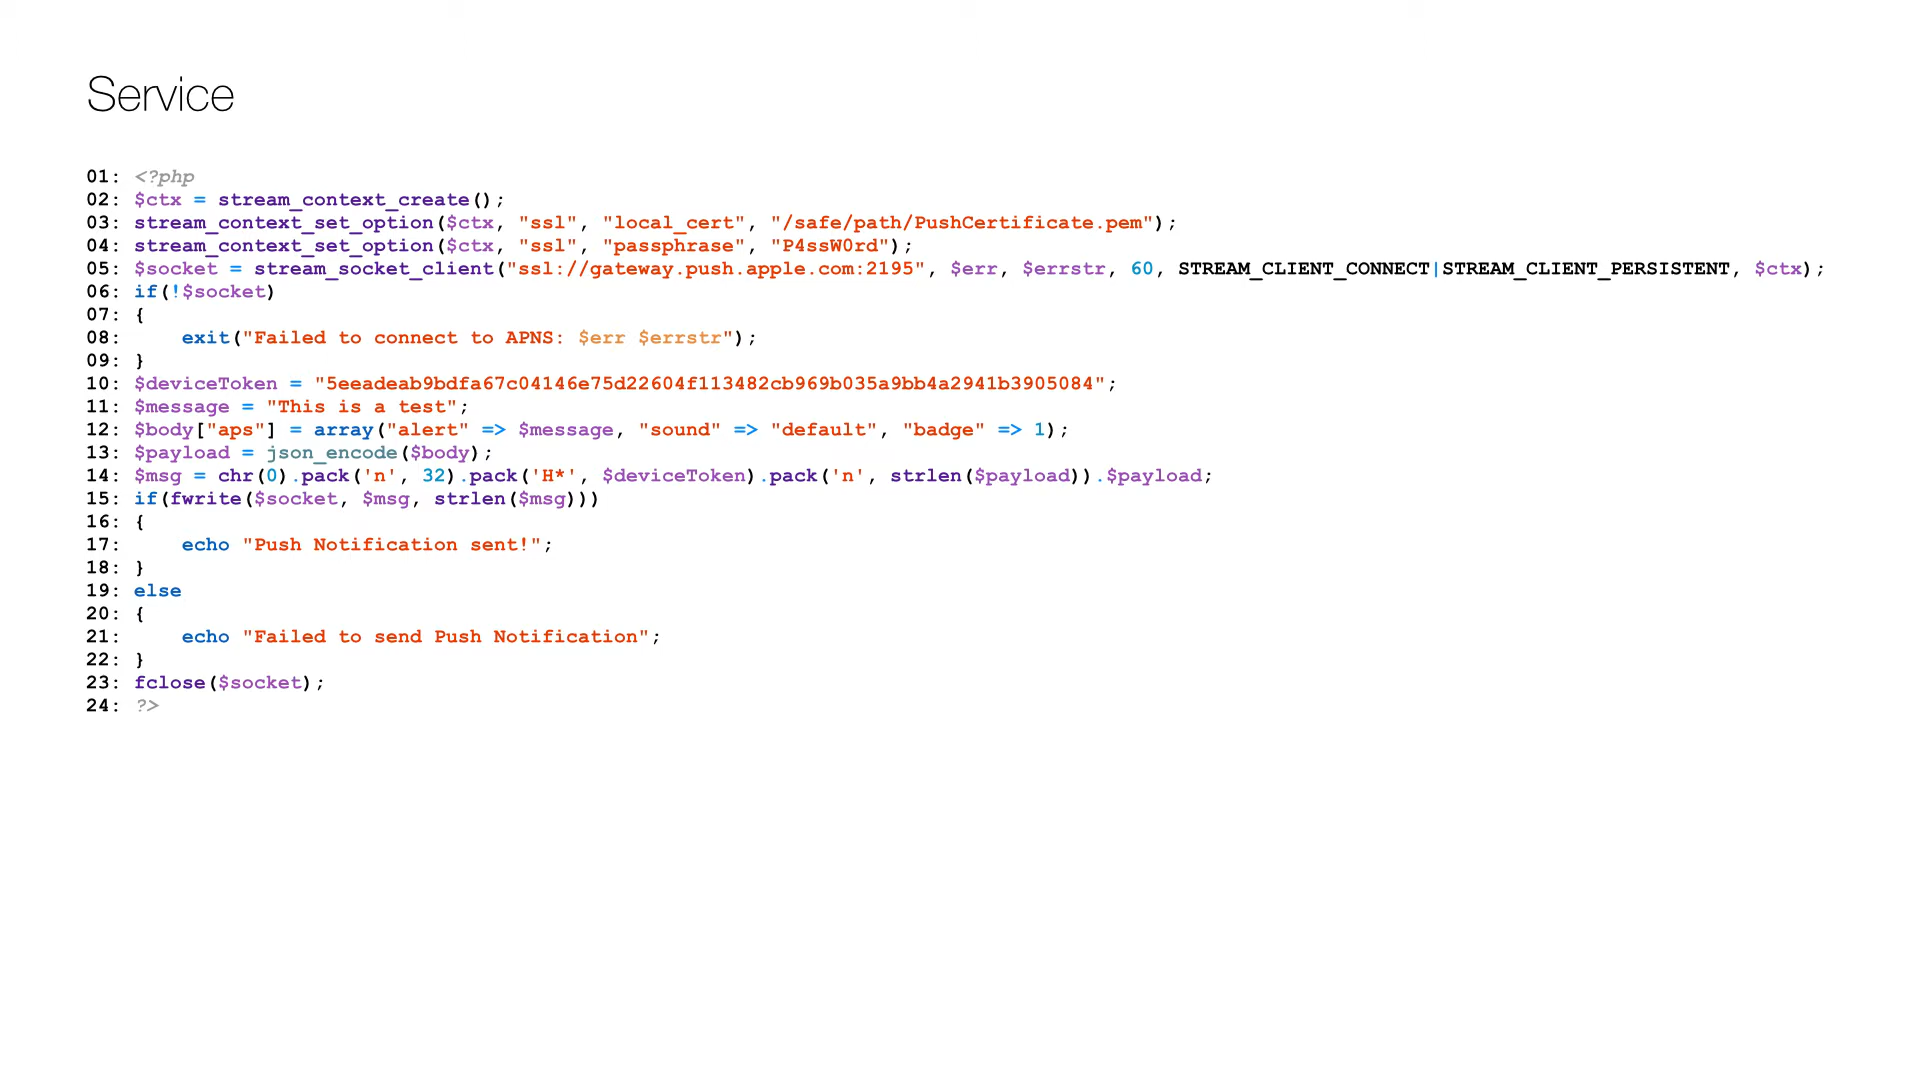 Service
01: <?php
02: $ctx = stream_context_create();
03: stream_context_set_option($ctx, "ssl", "local_cert", "/safe/path/PushCertificate.pem");
04: stream_context_set_option($ctx, "ssl", "passphrase", "P4ssW0rd");
05: $socket = stream_socket_client("ssl://gateway.push.apple.com:2195", $err, $errstr, 60, STREAM_CLIENT_CONNECT|STREAM_CLIENT_PERSISTENT, $ctx);
06: if(!$socket)
07: {
08:     exit("Failed to connect to APNS: $err $errstr");
09: }
10: $deviceToken = "5eeadeab9bdfa67c04146e75d22604f113482cb969b035a9bb4a2941b3905084";
11: $message = "This is a test";
12: $body["aps"] = array("alert" => $message, "sound" => "default", "badge" => 1);
13: $payload = json_encode($body);
14: $msg = chr(0).pack('n', 32).pack('H*', $deviceToken).pack('n', strlen($payload)).$payload;
15: if(fwrite($socket, $msg, strlen($msg)))
16: {
17:     echo "Push Notification sent!";
18: }
19: else
20: {
21:     echo "Failed to send Push Notification";
22: }
23: fclose($socket);
24: ?>